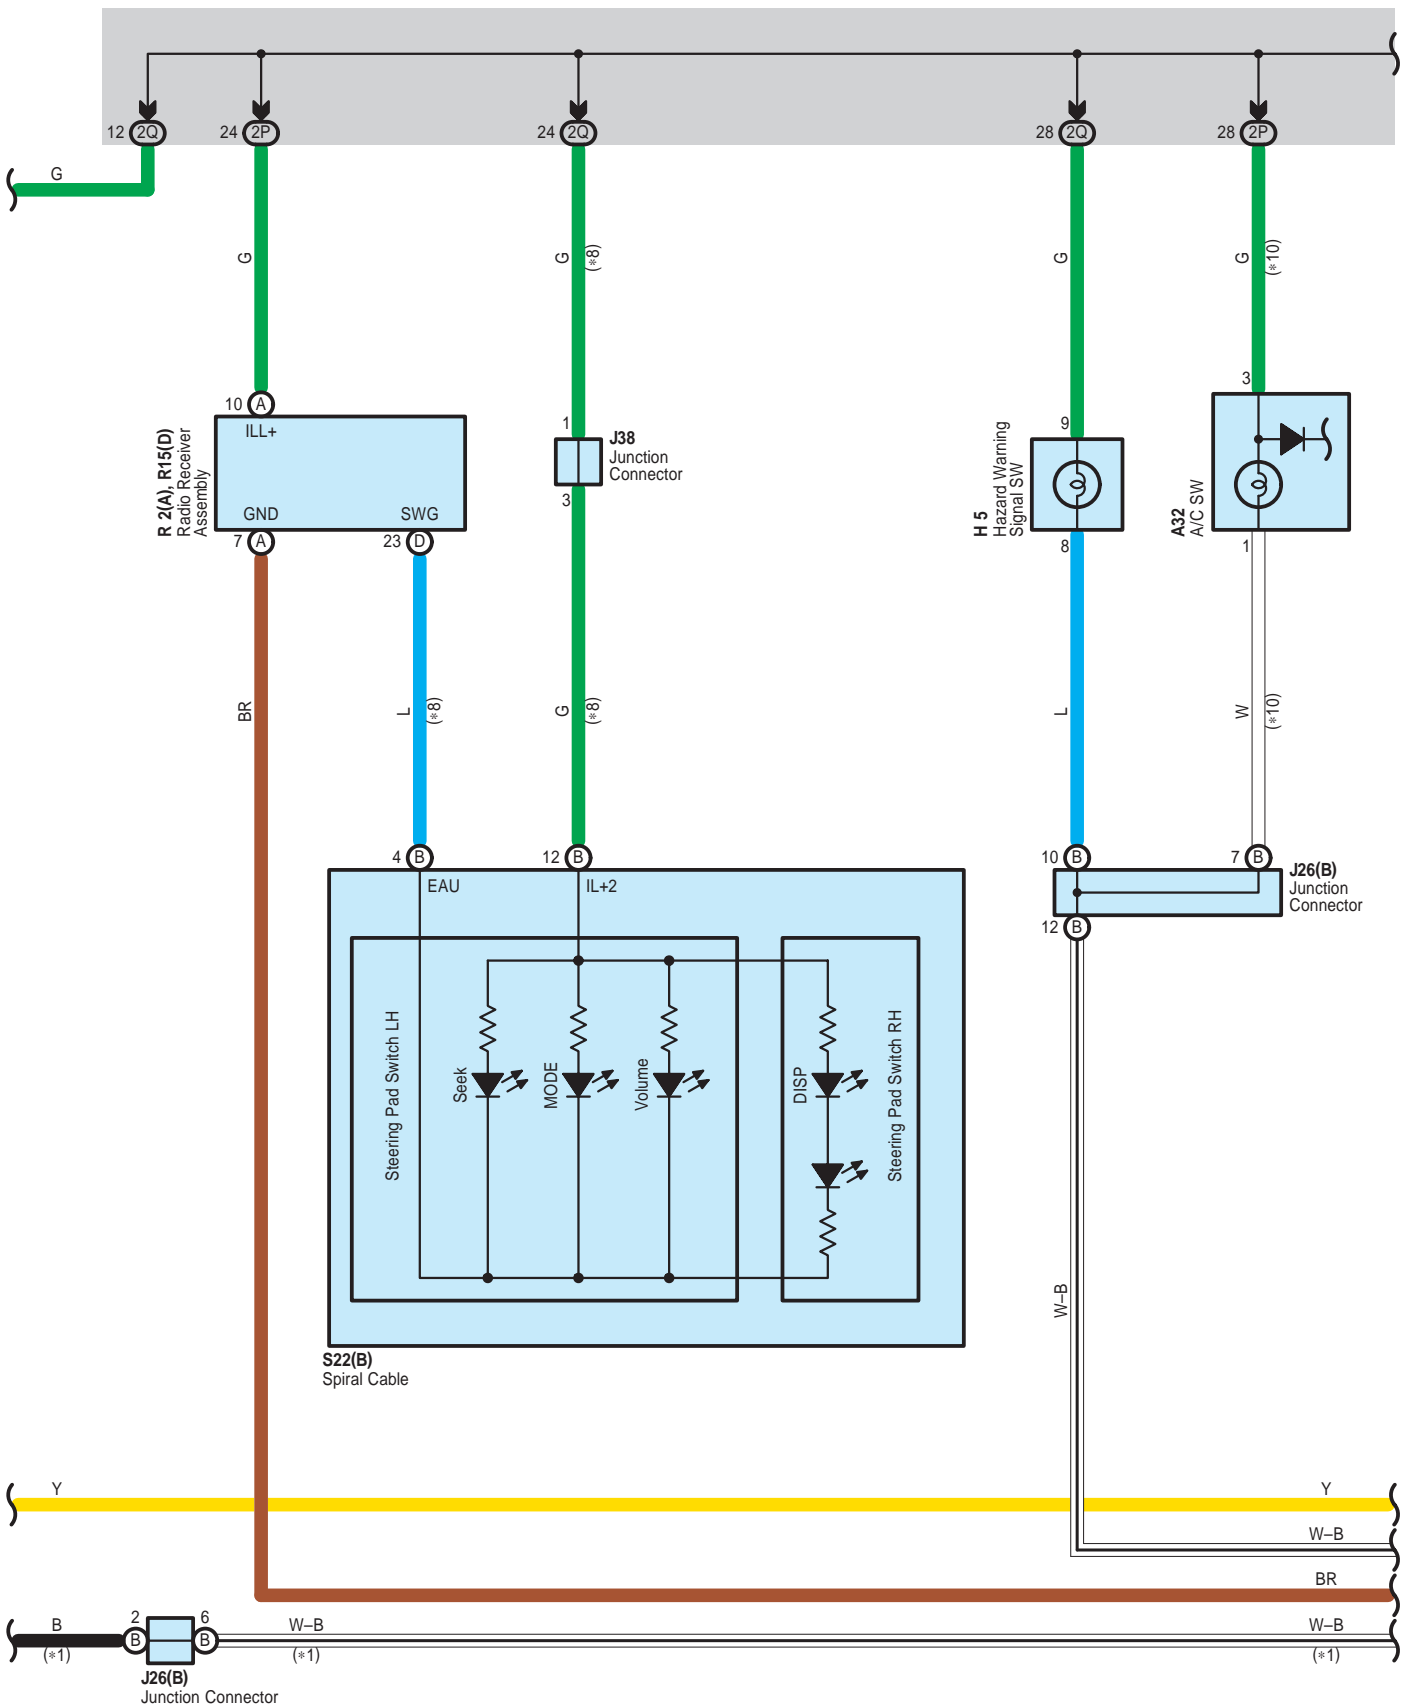 12 2Q
24 2P
24 2Q
28 2Q
28 2P
G
G
G
(*8)
G
G
(*10)
10 A
ILL+
GND
SWG
7 A
23 D
R 2(A), R15(D)
Radio Receiver
Assembly
1
J38
Junction
Connector
3
9
H 5
Hazard Warning
Signal SW
8
3
A32
A/C SW
1
BR
L
(*8)
G
(*8)
L
W
(*10)
4 B
EAU
12 B
IL+2
10 B
7 B
J26(B)
Junction
Connector
12 B
Steering Pad Switch LH
Seek
MODE
Volume
DISP
Steering Pad Switch RH
W–B
S22(B)
Spiral Cable
Y
Y
W–B
BR
B
(*1)
2
B
6
B
W–B
(*1)
W–B
(*1)
J26(B)
Junction Connector